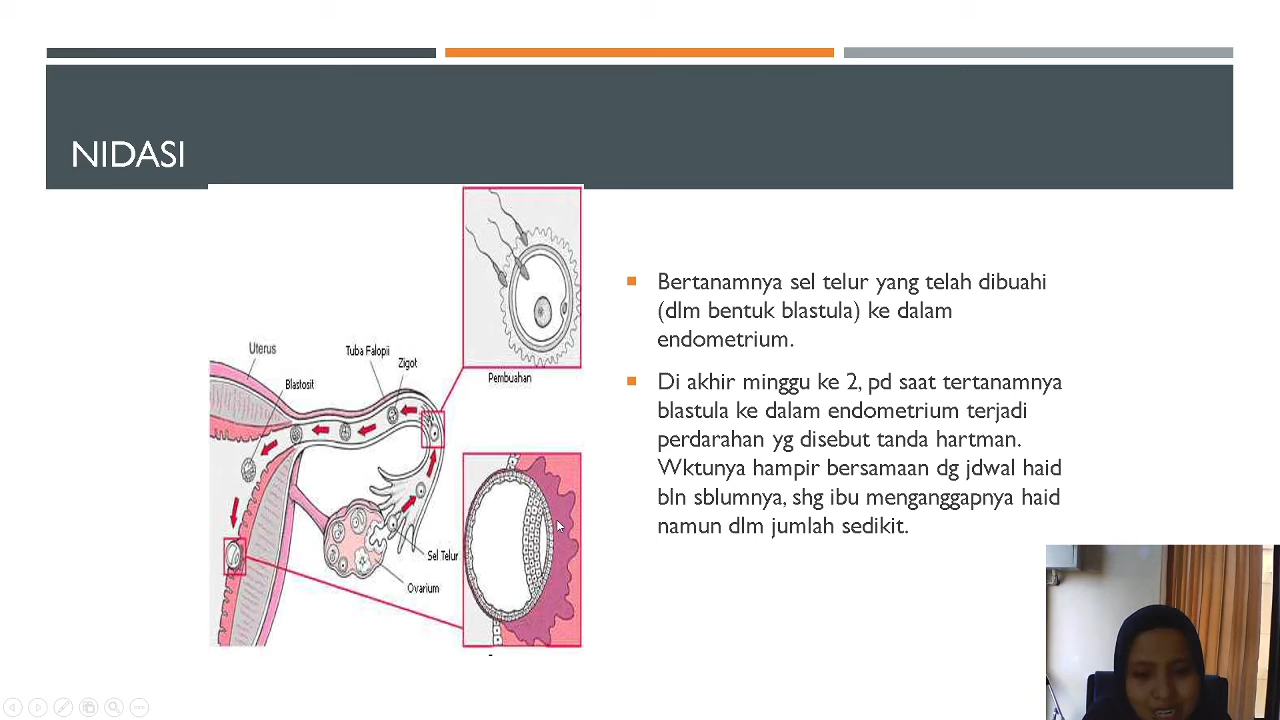 NIDASI
Uterus
Tuba Falopii
Zigot
Blastosit
Pembuahan
Sel Telur
Ovarium
Bertanamnya sel telur yang telah dibuahi
(dlm bentuk blastula) ke dalam
endometrium.
Di akhir minggu ke 2, pd saat tertanamnya
blastula ke dalam endometrium terjadi
perdarahan yg disebut tanda hartman.
Wktunya hampir bersamaan dg jdwal haid
bln sblumnya, shg ibu menganggapnya haid
namun dlm jumlah sedikit.